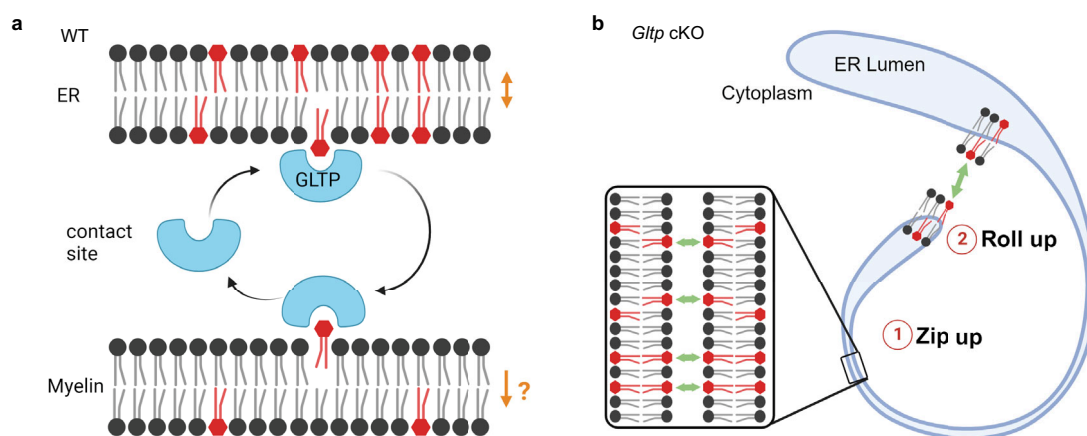 a
WT
ER
GLTP
contact
site
Myelin
?
b
Gltp cKO
ER Lumen
Cytoplasm
2 Roll up
1 Zip up